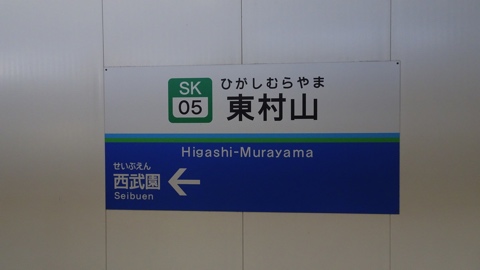 SK
05
ひがしむらやま
東村山
Higashi-Murayama
せいぶえん
西武園
Seibuen